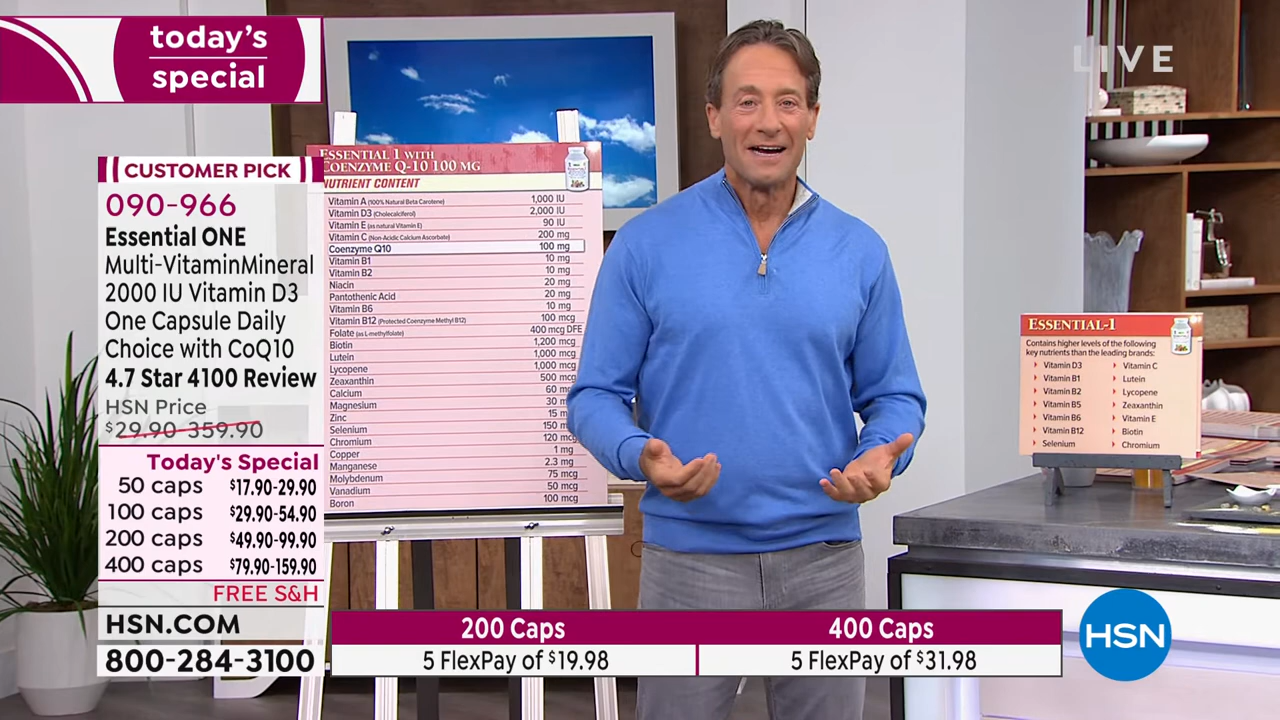 today's
special
LIVE
CUSTOMER PICK
090-966
Essential ONE
Multi-VitaminMineral
2000 IU Vitamin D3
One Capsule Daily
Choice with CoQ10
4.7 Star 4100 Review
HSN Price
$29.90-359.90
Today's Special
50 caps $17.90-29.90
100 caps $29.90-54.90
200 caps $49.90-99.90
400 caps $79.90-159.90
FREE S&H
HSN.COM
800-284-3100
ESSENTIAL 1 WITH
COENZYME Q-10 100 MG
NUTRIENT CONTENT
Vitamin A (100% Natural Beta Carotene) 1,000 IU
Vitamin D3 (Cholecalciferol) 2,000 IU
Vitamin E (as natural Vitamin E) 90 IU
Vitamin C (Non-Acidic Calcium Ascorbate) 200 mg
Coenzyme Q10 100 mg
Vitamin B1 10 mg
Vitamin B2 10 mg
Niacin 20 mg
Pantothenic Acid 20 mg
Vitamin B6 10 mg
Vitamin B12 (Protected Coenzyme Methyl B12) 100 mcg
Folate (as L-methylfolate) 400 mcg DFE
Biotin 1,200 mcg
Lutein 1,000 mcg
Lycopene 1,000 mcg
Zeaxanthin 500 mcg
Calcium 60 mg
Magnesium 30 m
Zinc 15 m
Selenium 150 m
Chromium 120 mcg
Copper 1 mg
Manganese 2.3 mg
Molybdenum 75 mcg
Vanadium 50 mcg
Boron 100 mcg
ESSENTIAL-1
Contains higher levels of the following
key nutrients than the leading brands:
Vitamin D3 Vitamin C
Vitamin B1 Lutein
Vitamin B2 Lycopene
Vitamin B5 Zeaxanthin
Vitamin B6 Vitamin E
Vitamin B12 Biotin
Selenium Chromium
200 Caps 400 Caps
5 FlexPay of $19.98 5 FlexPay of $31.98
HSN